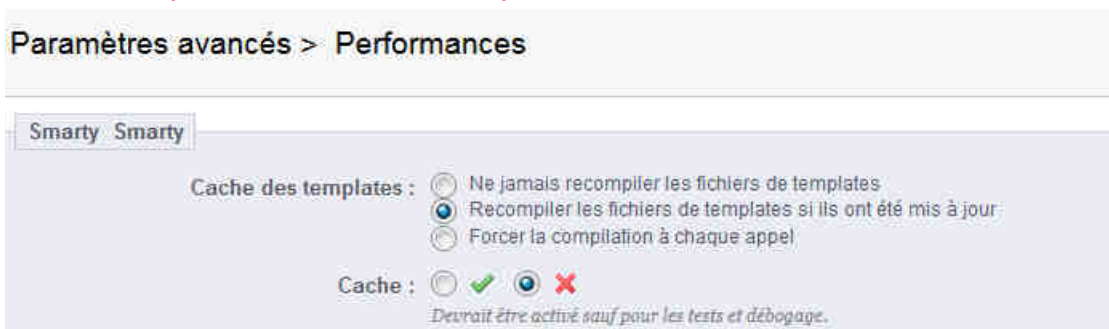 Paramètres avancés > Performances
Smarty Smarty
Cache des templates : Ne jamais recompiler les fichiers de templates
Recompiler les fichiers de templates si ils ont été mis à jour
Forcer la compilation à chaque appel
Cache :
Devrait être activé sauf pour les tests et débogage.